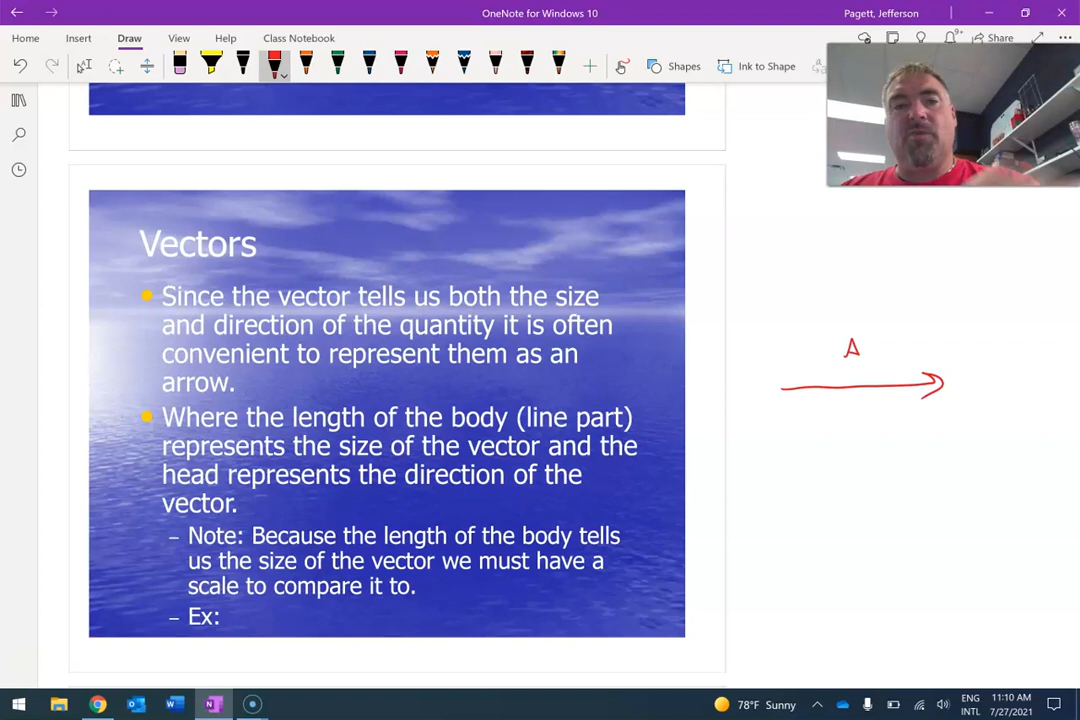 OneNote for Windows 10
Pagett, Jefferson
Home Insert Draw View Help Class Notebook
9+
Share
Shapes
Ink to Shape
Vectors
Since the vector tells us both the size
and direction of the quantity it is often
convenient to represent them as an
arrow.
Where the length of the body (line part)
represents the size of the vector and the
head represents the direction of the
vector.
– Note: Because the length of the body tells
us the size of the vector we must have a
scale to compare it to.
– Ex:
A
78°F Sunny
ENG
INTL
11:10 AM
7/27/2021